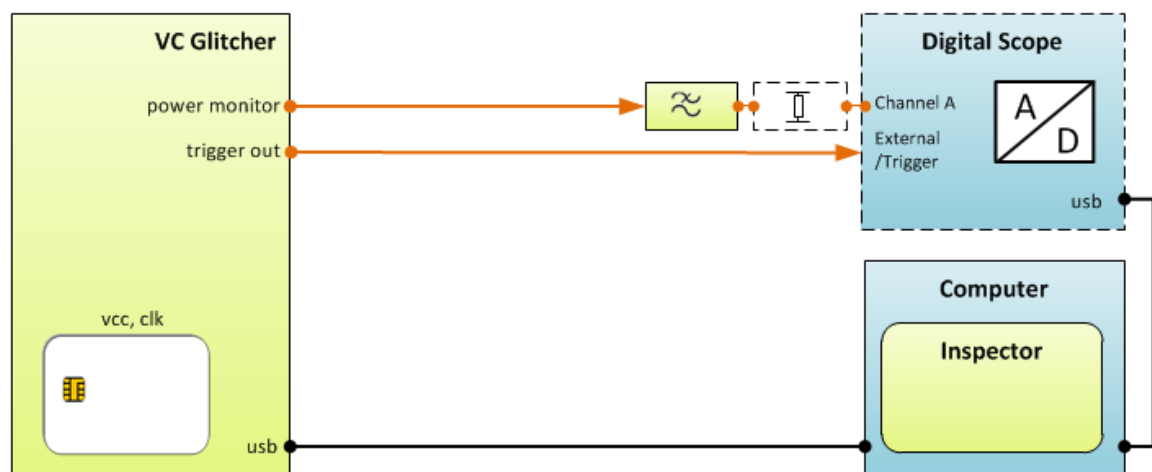 VC Glitcher
power monitor
trigger out
vcc, clk
usb
Digital Scope
Channel A
External
/Trigger
A
D
usb
Computer
Inspector